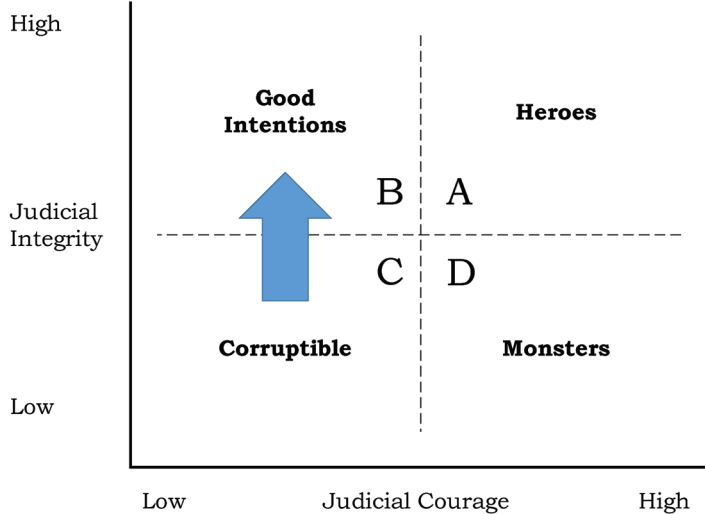 High
Good
Intentions
Heroes
B
A
Judicial
Integrity
C
D
Corruptible
Monsters
Low
Low
Judicial Courage
High